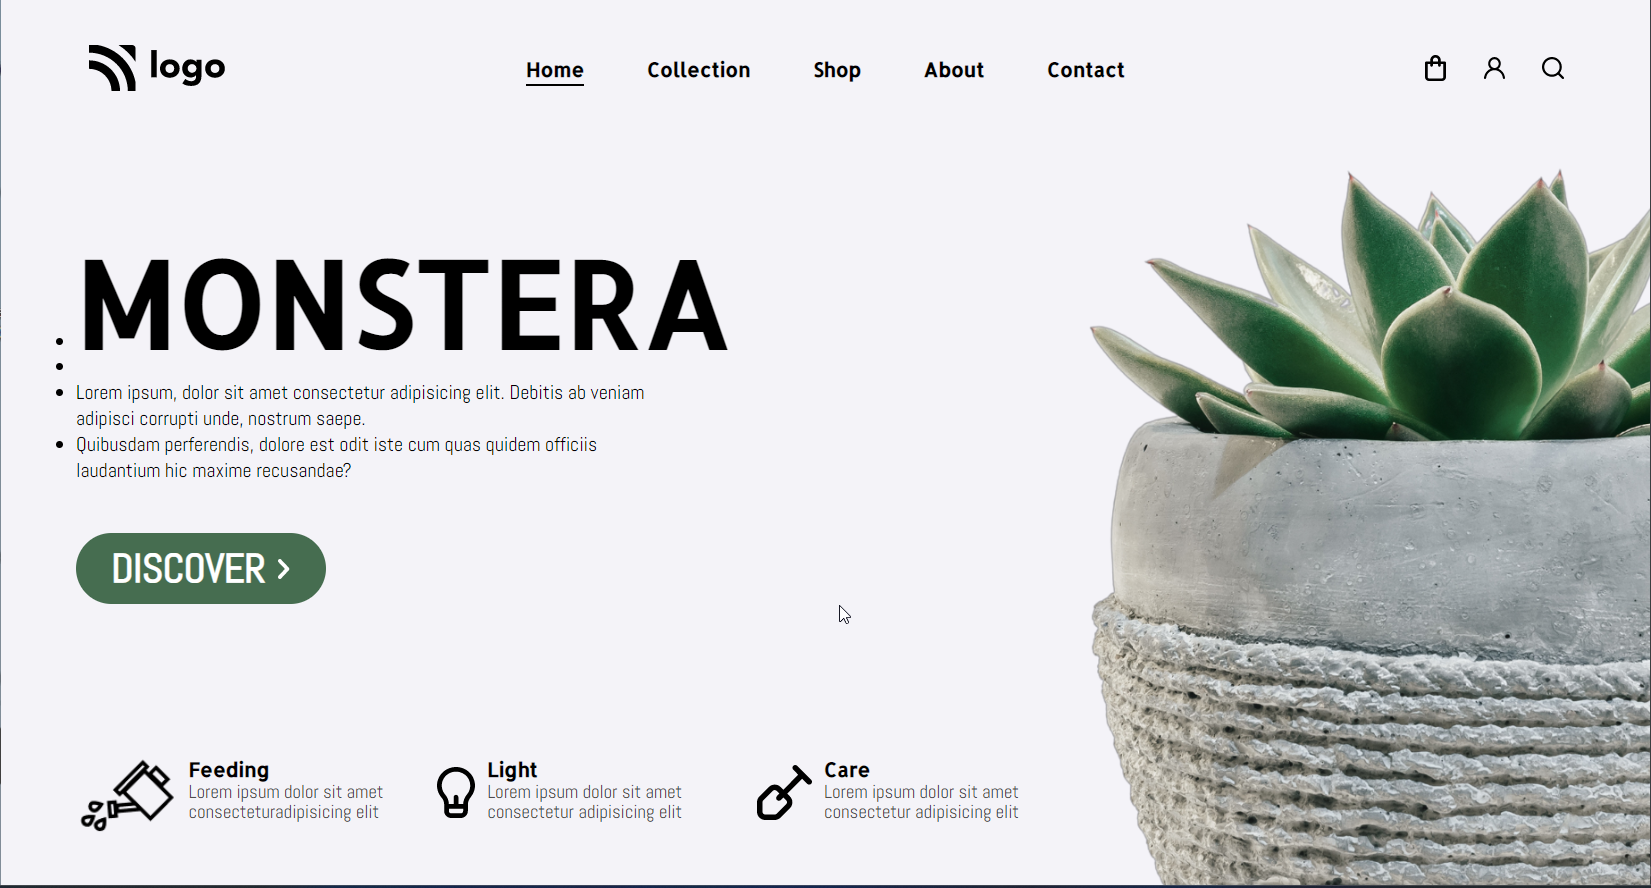 logo
Home Collection Shop About Contact
MONSTERA
Lorem ipsum, dolor sit amet consectetur adipisicing elit. Debitis ab veniam
adipisci corrupti unde, nostrum saepe.
Quibusdam perferendis, dolore est odit iste cum quas quidem officiis
laudantium hic maxime recusandae?
DISCOVER
Feeding
Lorem ipsum dolor sit amet
consecteturadipisicing elit
Light
Lorem ipsum dolor sit amet
consectetur adipisicing elit
Care
Lorem ipsum dolor sit amet
consectetur adipisicing elit